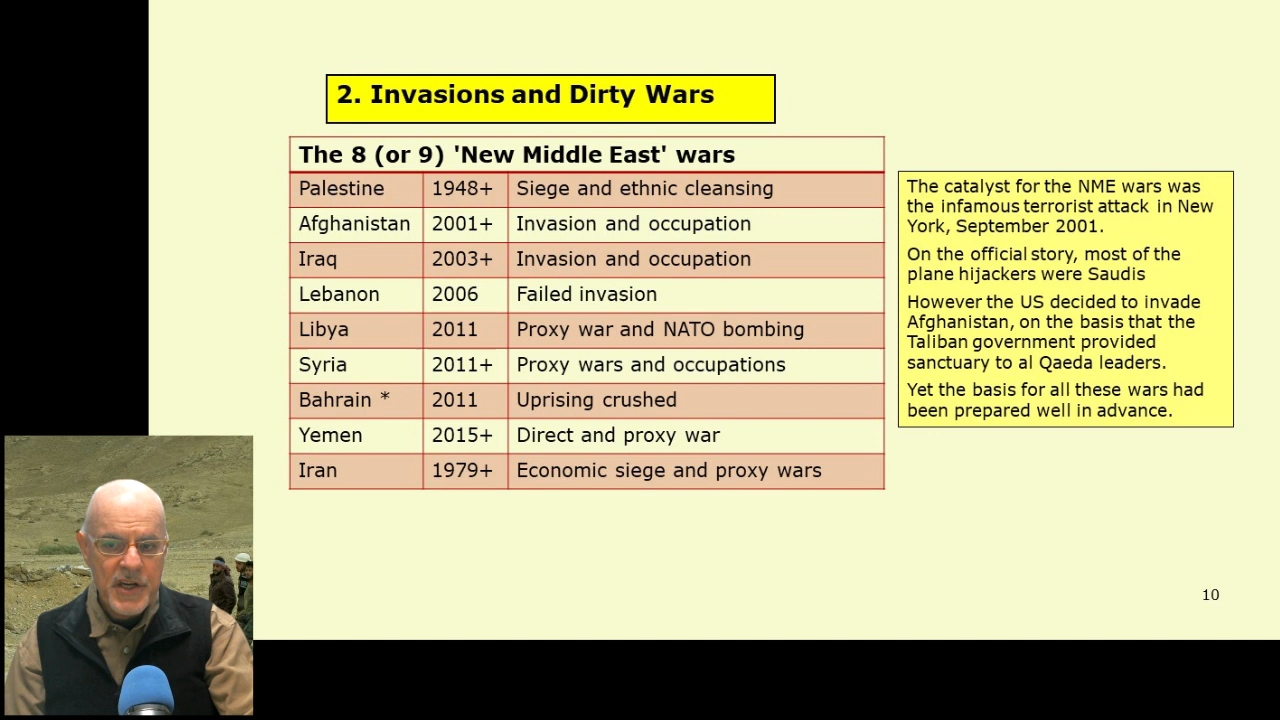 2. Invasions and Dirty Wars
The 8 (or 9) 'New Middle East' wars
Palestine 1948+ Siege and ethnic cleansing
Afghanistan 2001+ Invasion and occupation
Iraq 2003+ Invasion and occupation
Lebanon 2006 Failed invasion
Libya 2011 Proxy war and NATO bombing
Syria 2011+ Proxy wars and occupations
Bahrain * 2011 Uprising crushed
Yemen 2015+ Direct and proxy war
Iran 1979+ Economic siege and proxy wars
The catalyst for the NME wars was
the infamous terrorist attack in New
York, September 2001.
On the official story, most of the
plane hijackers were Saudis
However the US decided to invade
Afghanistan, on the basis that the
Taliban government provided
sanctuary to al Qaeda leaders.
Yet the basis for all these wars had
been prepared well in advance.
10